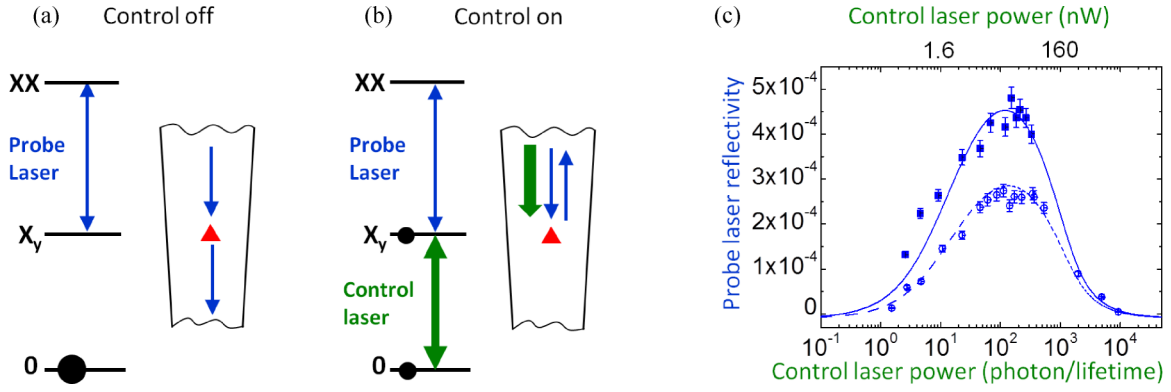 (a) Control off
XX
Probe
Laser
X_y
0
(b) Control on
XX
Probe
Laser
X_y
Control
laser
0
(c) Control laser power (nW)
1.6 160
Probe laser reflectivity
5x10^-4
4x10^-4
3x10^-4
2x10^-4
1x10^-4
0
10^-1 10^0 10^1 10^2 10^3 10^4
Control laser power (photon/lifetime)